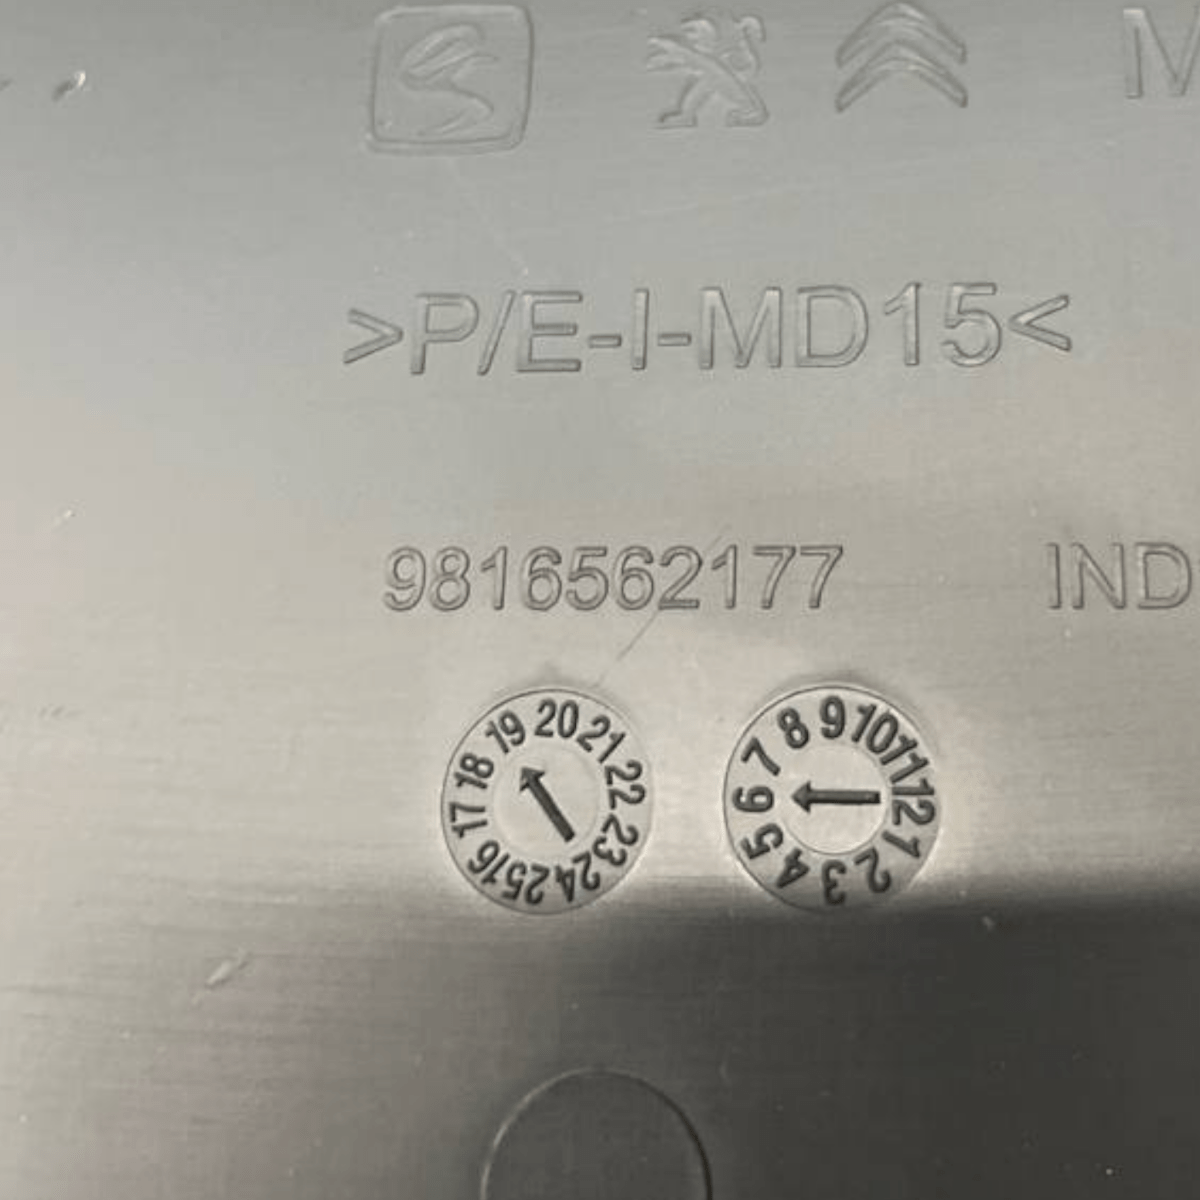 M
>P/E-I-MD15<
9816562177 IND
16 17 18 19 20 21 22 23 24 25
1 2 3 4 5 6 7 8 9 10 11 12